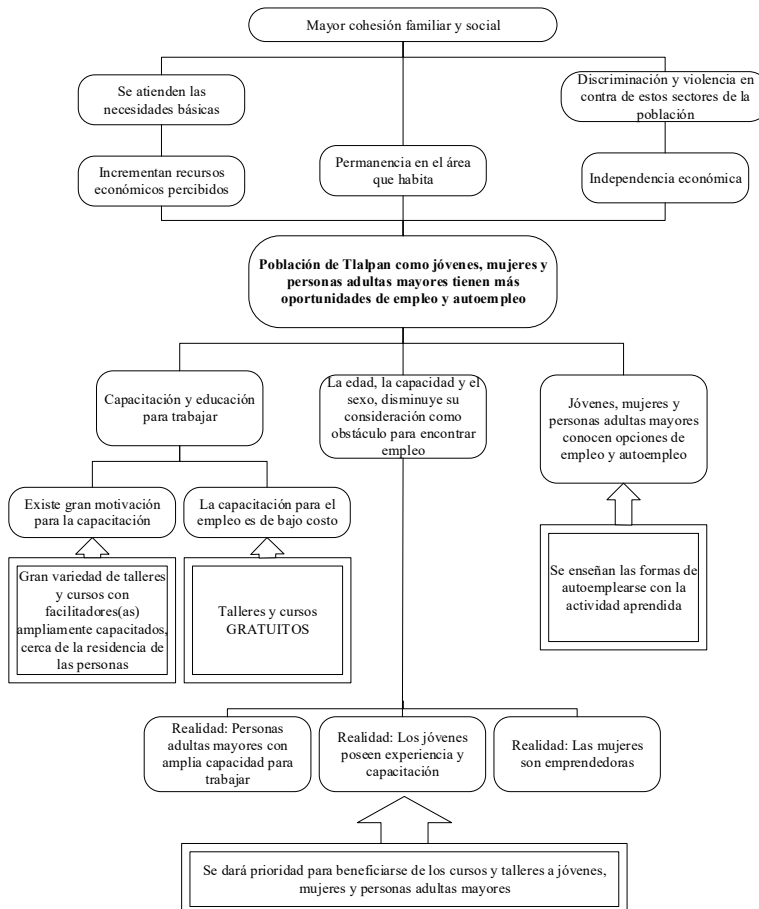 Mayor cohesión familiar y social
Se atienden las
necesidades básicas
Discriminación y violencia en
contra de estos sectores de la
población
Incrementan recursos
económicos percibidos
Permanencia en el área
que habita
Independencia económica
Población de Tlalpan como jóvenes, mujeres y
personas adultas mayores tienen más
oportunidades de empleo y autoempleo
Capacitación y educación
para trabajar
La edad, la capacidad y el
sexo, disminuye su
consideración como
obstáculo para encontrar
empleo
Jóvenes, mujeres y
personas adultas mayores
conocen opciones de
empleo y autoempleo
Existe gran motivación
para la capacitación
La capacitación para el
empleo es de bajo costo
Gran variedad de talleres
y cursos con
facilitadores(as)
ampliamente capacitados,
cerca de la residencia de
las personas
Talleres y cursos
GRATUITOS
Se enseñan las formas de
autoemplearse con la
actividad aprendida
Realidad: Personas
adultas mayores con
amplia capacidad para
trabajar
Realidad: Los jóvenes
poseen experiencia y
capacitación
Realidad: Las mujeres
son emprendedoras
Se dará prioridad para beneficiarse de los cursos y talleres a jóvenes,
mujeres y personas adultas mayores